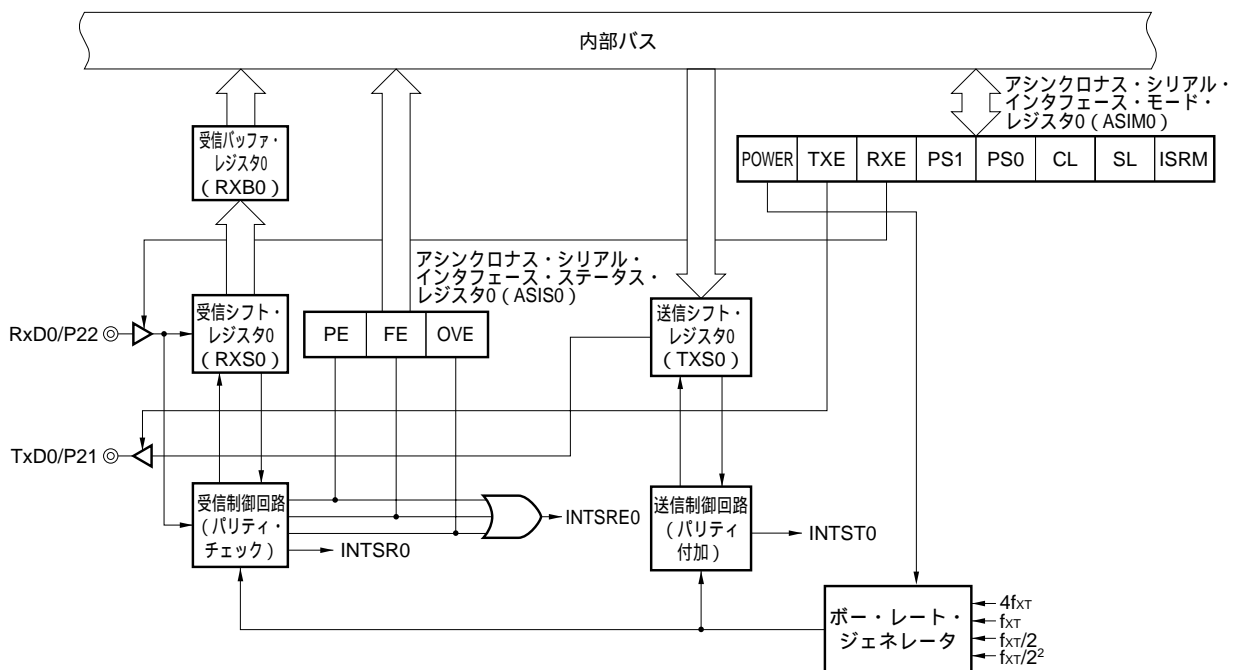 内部バス
アシンクロナス・シリアル・
インタフェース・モード・
レジスタ0(ASIM0)
受信バッファ・
レジスタ0
(RXB0)
POWER TXE RXE PS1 PS0 CL SL ISRM
アシンクロナス・シリアル・
インタフェース・ステータス・
レジスタ0(ASIS0)
RxD0/P22
受信シフト・
レジスタ0
(RXS0)
PE FE OVE
送信シフト・
レジスタ0
(TXS0)
TxD0/P21
受信制御回路
(パリティ・
チェック)
INTSRE0
INTSR0
送信制御回路
(パリティ
付加)
INTST0
ボー・レート・
ジェネレータ
4fXT
fXT
fXT/2
fXT/2²